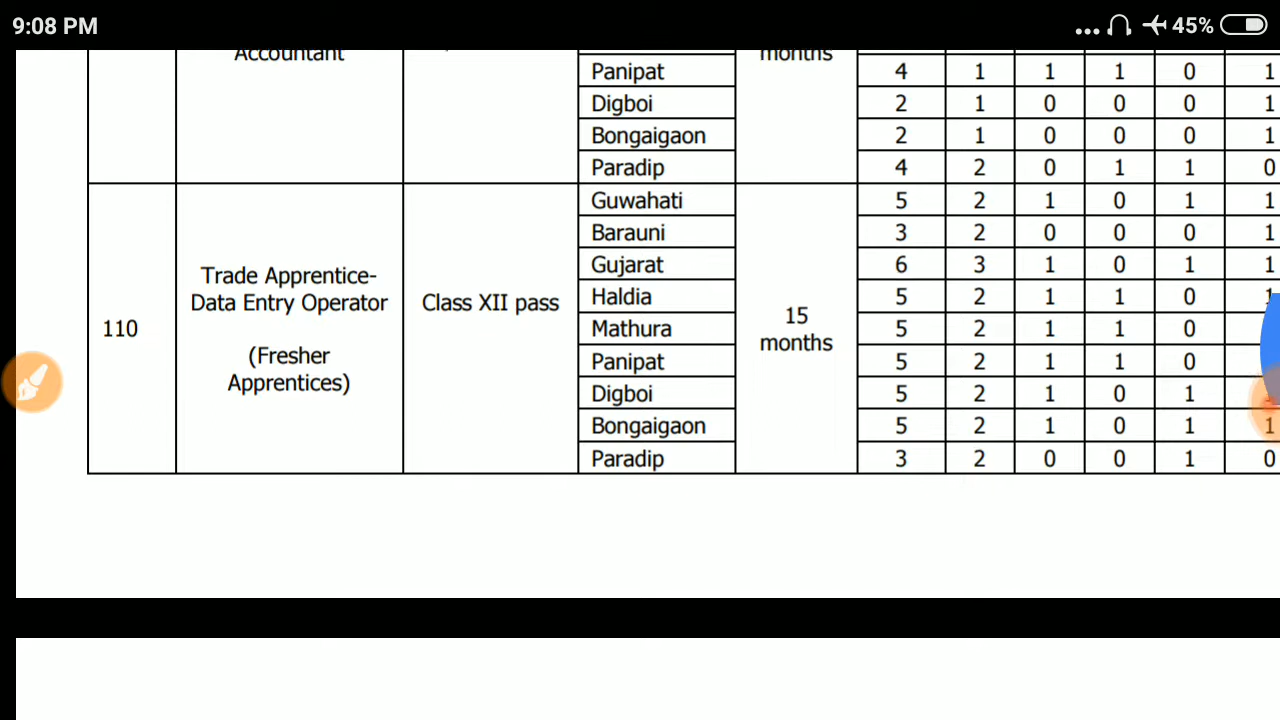 9:08 PM ... 45%
Accountant months
Panipat 4 1 1 1 0 1
Digboi 2 1 0 0 0 1
Bongaigaon 2 1 0 0 0 1
Paradip 4 2 0 1 1 0
Guwahati 5 2 1 0 1 1
Barauni 3 2 0 0 0 1
Trade Apprentice- Gujarat 6 3 1 0 1 1
Data Entry Operator Class XII pass Haldia 5 2 1 1 0
110 15 months Mathura 5 2 1 1 0
(Fresher Panipat 5 2 1 1 0
Apprentices) Digboi 5 2 1 0 1
Bongaigaon 5 2 1 0 1 1
Paradip 3 2 0 0 1 0